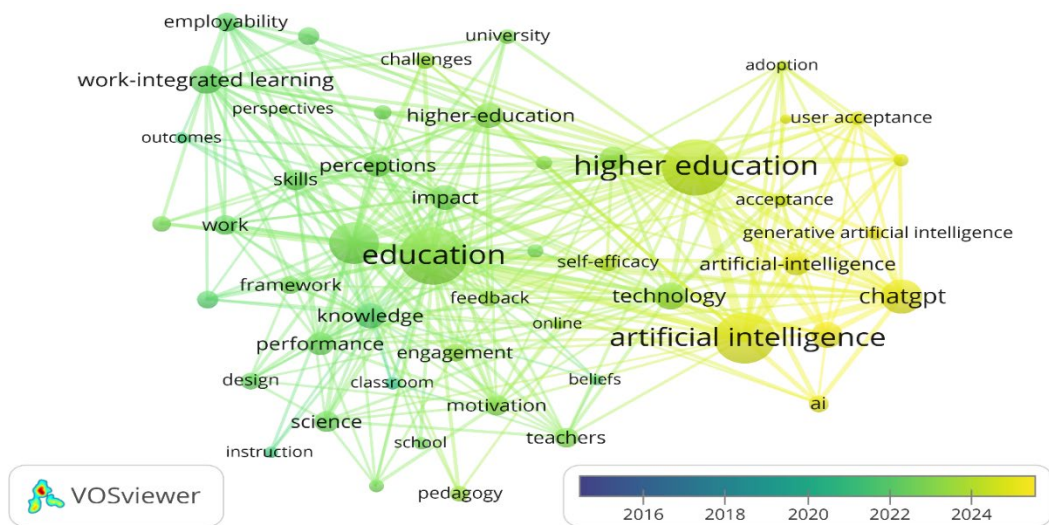 employability
university
challenges
work-integrated learning
adoption
perspectives
higher-education
user acceptance
outcomes
perceptions
higher education
skills
impact
acceptance
work
generative artificial intelligence
education
self-efficacy
artificial-intelligence
framework
feedback
technology
chatgpt
knowledge
online
performance
engagement
artificial intelligence
design
classroom
beliefs
motivation
ai
science
school
teachers
instruction
pedagogy
VOSviewer
2016 2018 2020 2022 2024